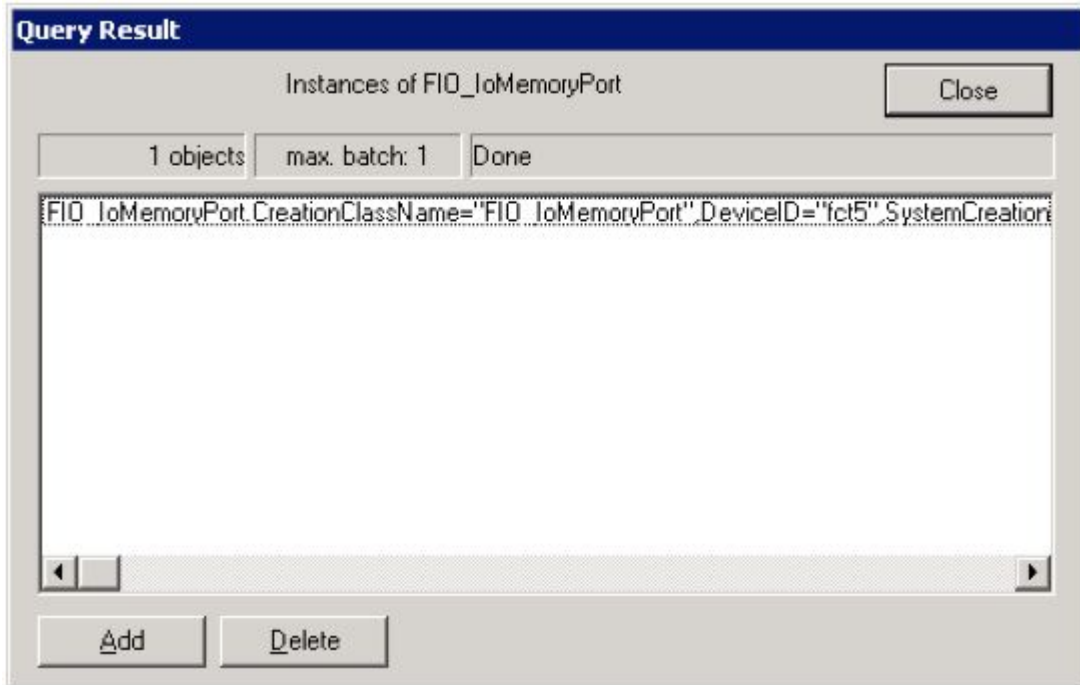 Query Result
Instances of FIO_IoMemoryPort
Close
1 objects
max. batch: 1
Done
FIO_IoMemoryPort.CreationClassName="FIO_IoMemoryPort",DeviceID="fct5",SystemCreation
Add
Delete